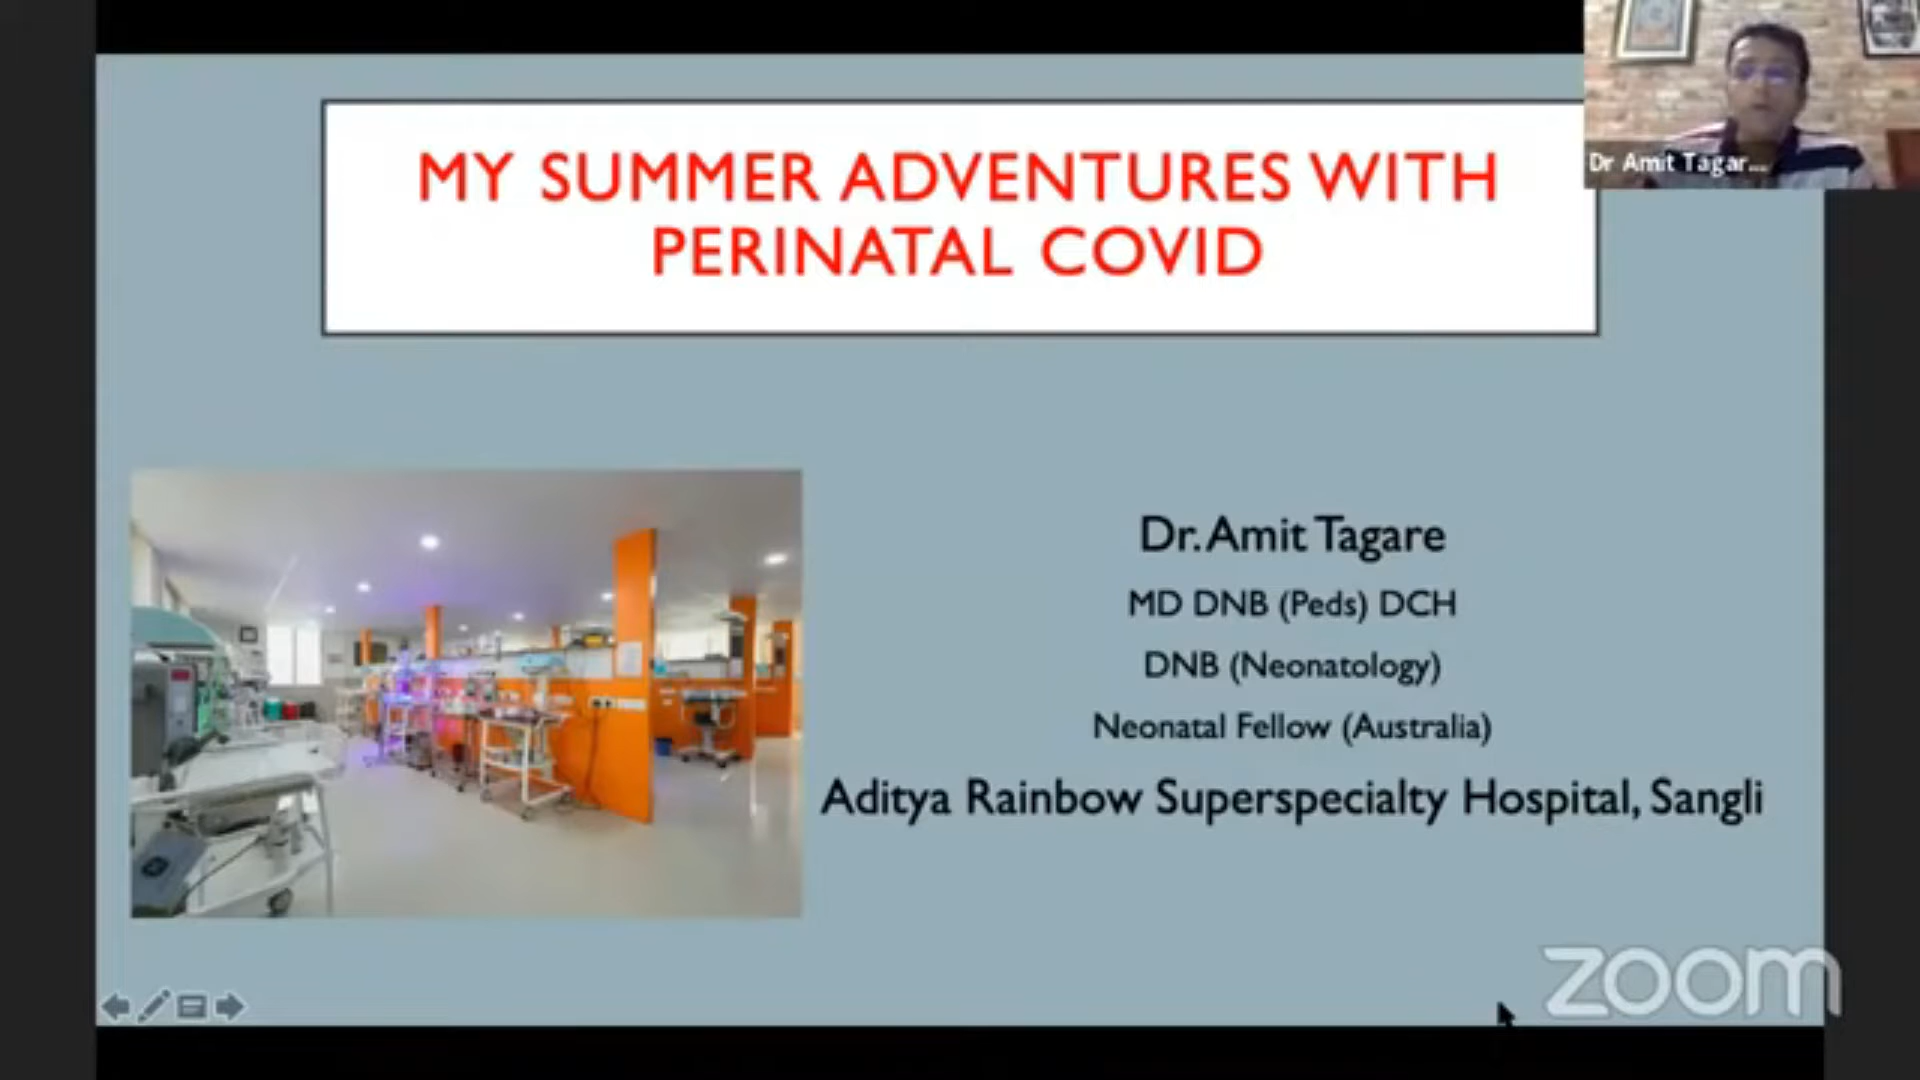 MY SUMMER ADVENTURES WITH
PERINATAL COVID
Dr Amit Tagar...
Dr. Amit Tagare
MD DNB (Peds) DCH
DNB (Neonatology)
Neonatal Fellow (Australia)
Aditya Rainbow Superspecialty Hospital, Sangli
zoom